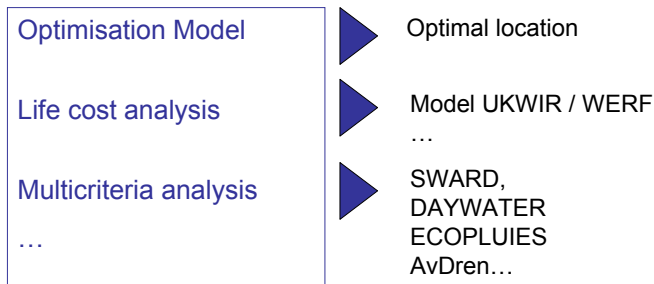 Optimisation Model
Optimal location
Life cost analysis
Model UKWIR / WERF
…
Multicriteria analysis
SWARD,
DAYWATER
ECOPLUIES
AvDren…
…